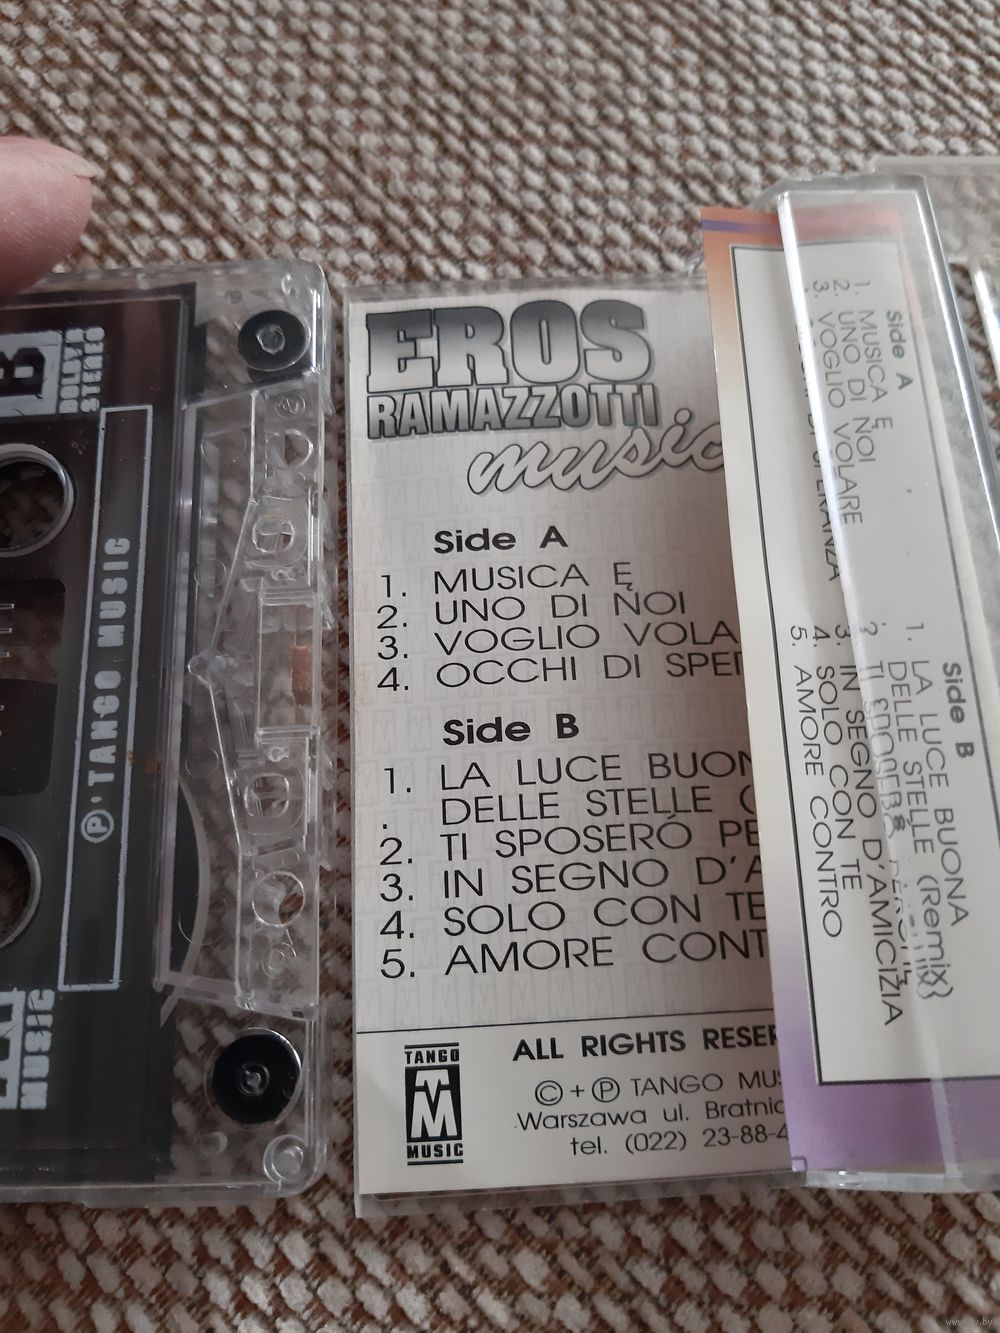 B
DOLBY B
STEREO
Ⓟ TANGO MUSIC
MUSIC
EROS
RAMAZZOTTI
music
Side A
1. MUSICA Ę
2. UNO DI NOI
3. VOGLIO VOLA
4. OCCHI DI SPE
Side B
1. LA LUCE BUON
. DELLE STELLE (
2. TI SPOSERÓ PE
3. IN SEGNO D'A
4. SOLO CON TE
5. AMORE CONT
TANGO
TM
MUSIC
ALL RIGHTS RESER
© + Ⓟ TANGO MUS
Warszawa ul. Bratnic
tel. (022) 23-88-4
Side A
1. MUSICA Ę
2. UNO DI NOI
3. VOGLIO VOLARE
Side B
1. LA LUCE BUONA
DELLE STELLE (Remix)
3. IN SEGNO D'AMICIŻIA
4. SOLO CON TE
5. AMORE CONTRO